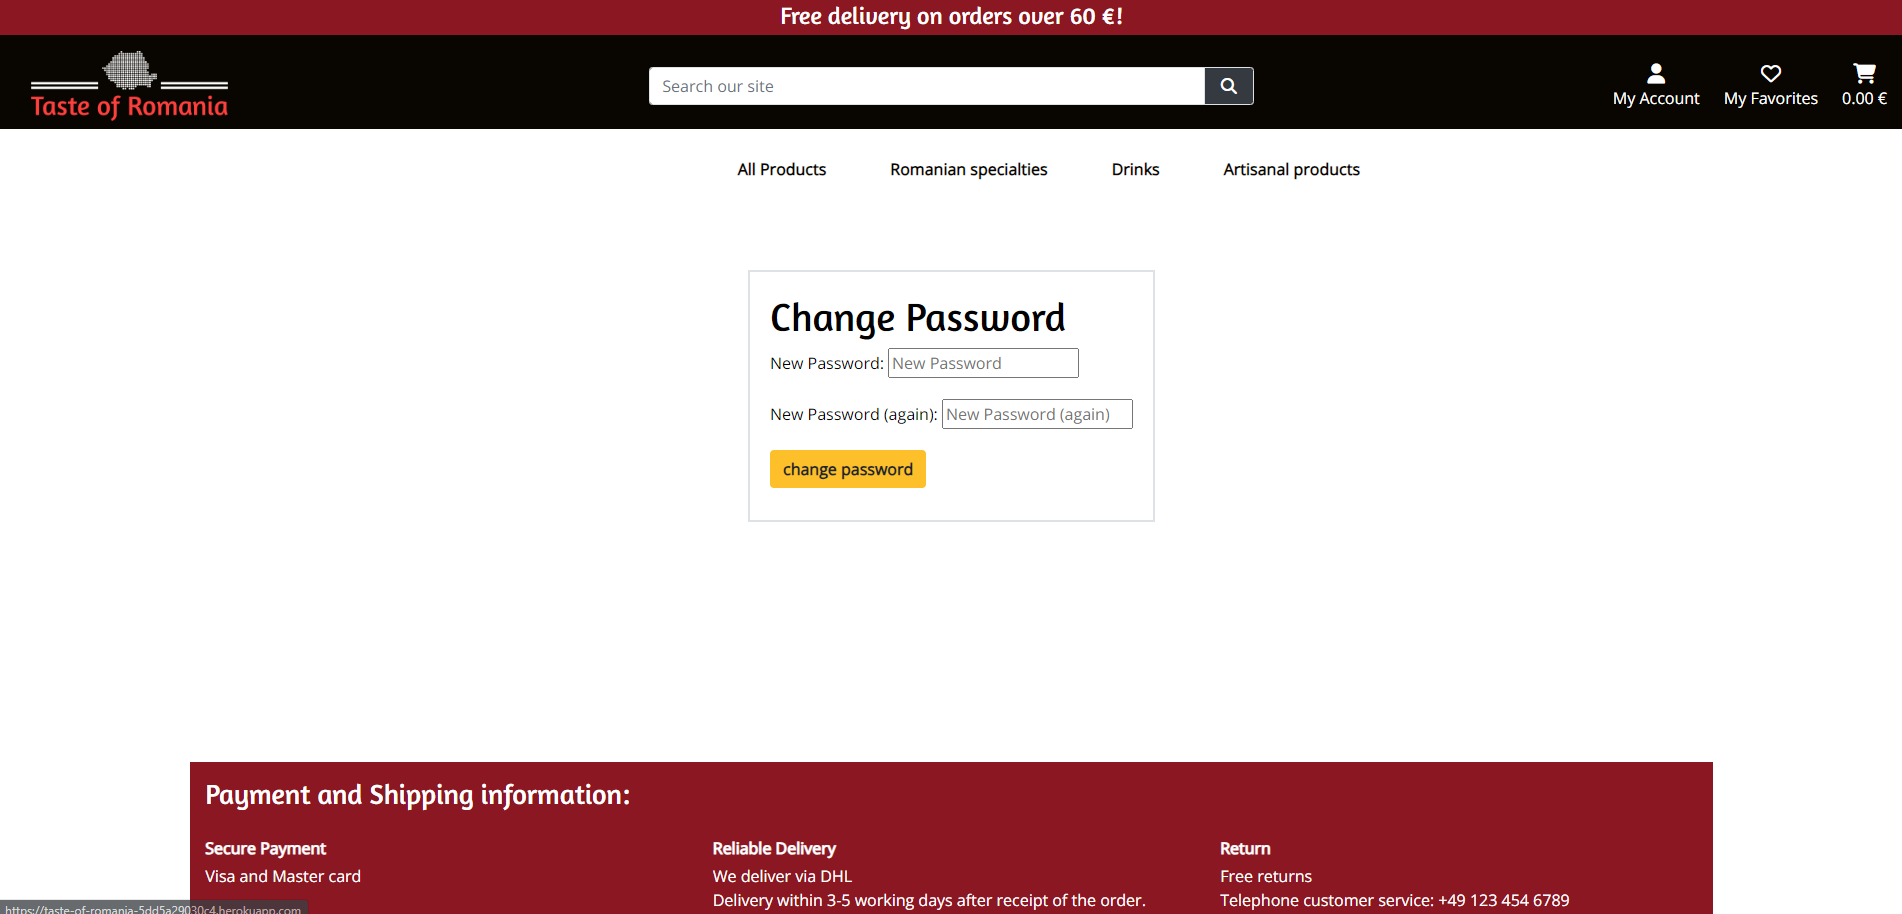 Free delivery on orders over 60 €!
Taste of Romania
Search our site
My Account
My Favorites
0.00 €
All Products
Romanian specialties
Drinks
Artisanal products
Change Password
New Password: New Password
New Password (again): New Password (again)
change password
Payment and Shipping information:
Secure Payment
Visa and Master card
Reliable Delivery
We deliver via DHL
Delivery within 3-5 working days after receipt of the order.
Return
Free returns
Telephone customer service: +49 123 454 6789
https://taste-of-romania-5dd5a29030c4.herokuapp.com